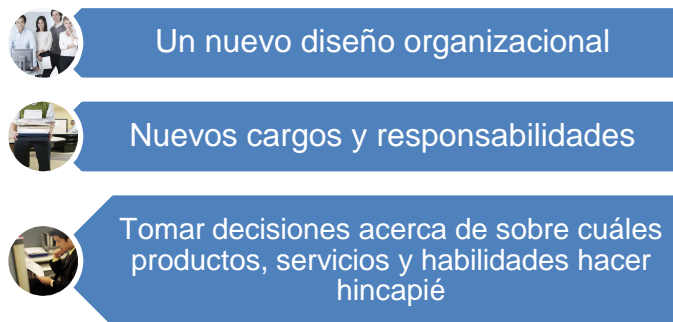 Un nuevo diseño organizacional
Nuevos cargos y responsabilidades
Tomar decisiones acerca de sobre cuáles
productos, servicios y habilidades hacer
hincapié